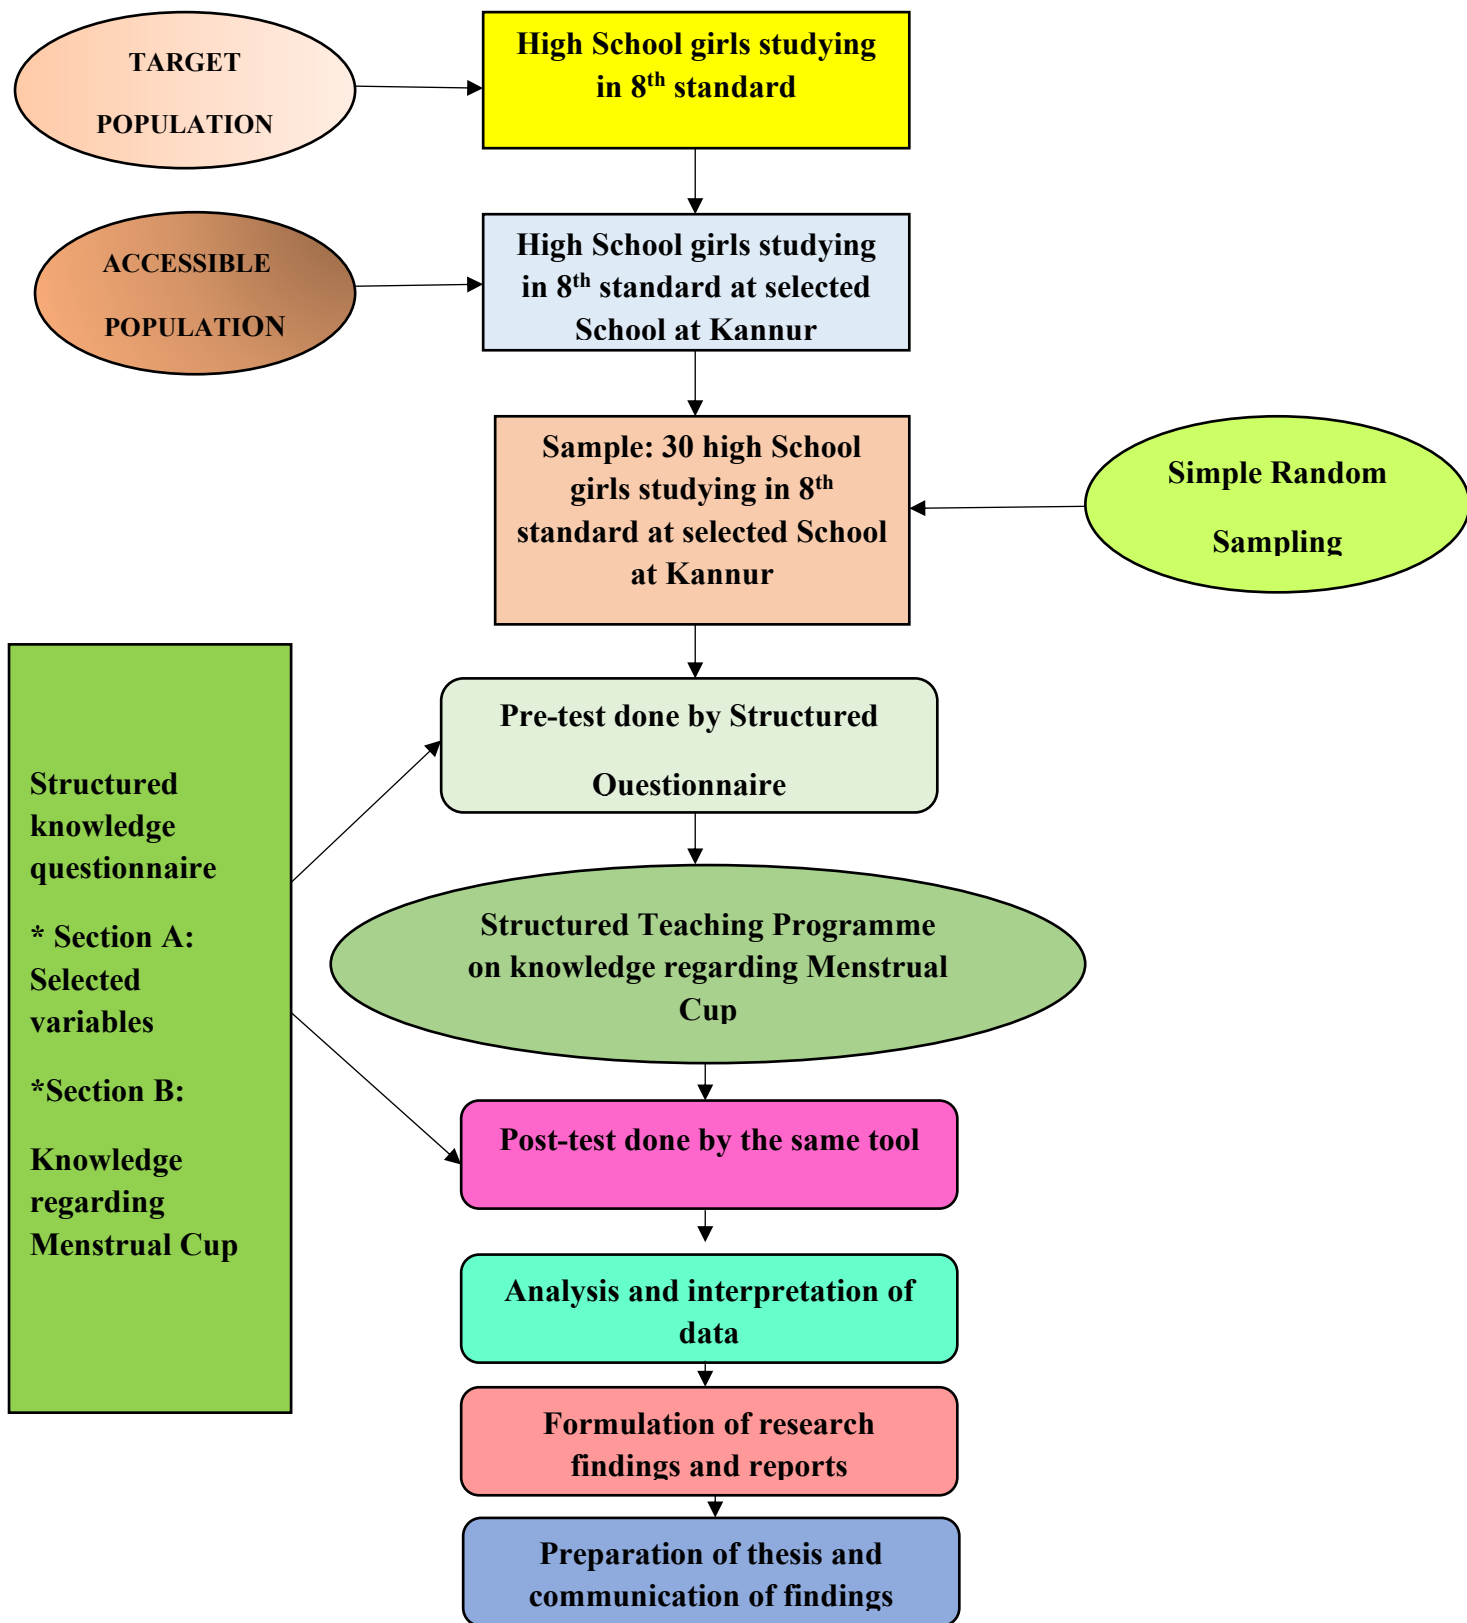 TARGET
POPULATION
High School girls studying
in 8th standard
ACCESSIBLE
POPULATION
High School girls studying
in 8th standard at selected
School at Kannur
Sample: 30 high School
girls studying in 8th
standard at selected School
at Kannur
Simple Random
Sampling
Structured
knowledge
questionnaire
* Section A:
Selected
variables
*Section B:
Knowledge
regarding
Menstrual Cup
Pre-test done by Structured
Questionnaire
Structured Teaching Programme
on knowledge regarding Menstrual
Cup
Post-test done by the same tool
Analysis and interpretation of
data
Formulation of research
findings and reports
Preparation of thesis and
communication of findings